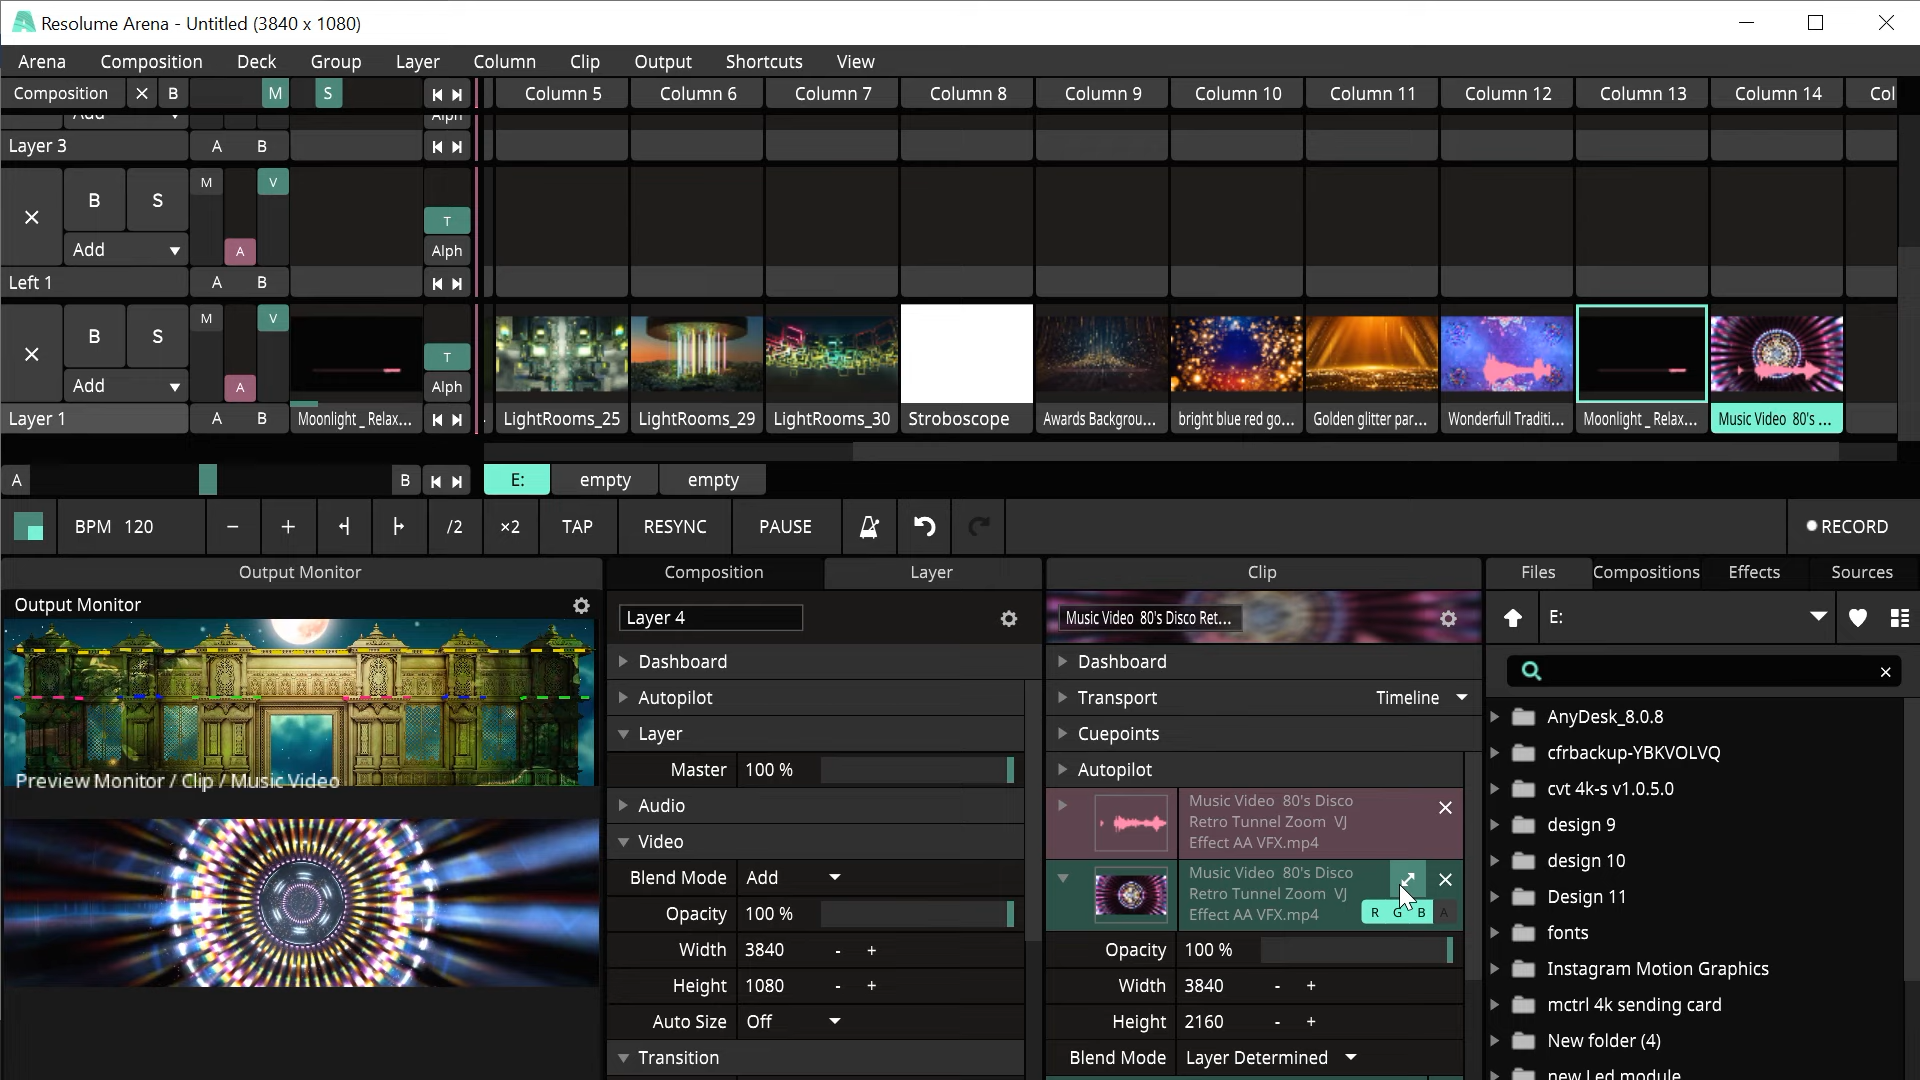 Resolume Arena - Untitled (3840 x 1080)
Arena Composition Deck Group Layer Column Clip Output Shortcuts View
Composition B M S Column 5 Column 6 Column 7 Column 8 Column 9 Column 10 Column 11 Column 12 Column 13 Column 14 Col
Layer 3 A B
B S M V
T
Add A Alph
Left 1 A B
B S M V
T
Add A Alph
Layer 1 A B Moonlight _ Relax... LightRooms_25 LightRooms_29 LightRooms_30 Stroboscope Awards Backgrou... bright blue red go... Golden glitter par... Wonderfull Traditi... Moonlight _ Relax... Music Video 80's ...
A B E: empty empty
BPM 120 - + /2 ×2 TAP RESYNC PAUSE RECORD
Output Monitor Composition Layer Clip Files Compositions Effects Sources
Output Monitor
Preview Monitor / Clip / Music Video
Layer 4
Dashboard
Autopilot
Layer
Master 100 %
Audio
Video
Blend Mode Add
Opacity 100 %
Width 3840 - +
Height 1080 - +
Auto Size Off
Transition
Music Video 80's Disco Ret...
Dashboard
Transport Timeline
Cuepoints
Autopilot
Music Video 80's Disco
Retro Tunnel Zoom VJ
Effect AA VFX.mp4
Music Video 80's Disco
Retro Tunnel Zoom VJ
Effect AA VFX.mp4 R G B A
Opacity 100 %
Width 3840 - +
Height 2160 - +
Blend Mode Layer Determined
E:
AnyDesk_8.0.8
cfrbackup-YBKVOLVQ
cvt 4k-s v1.0.5.0
design 9
design 10
Design 11
fonts
Instagram Motion Graphics
mctrl 4k sending card
New folder (4)
new Led module